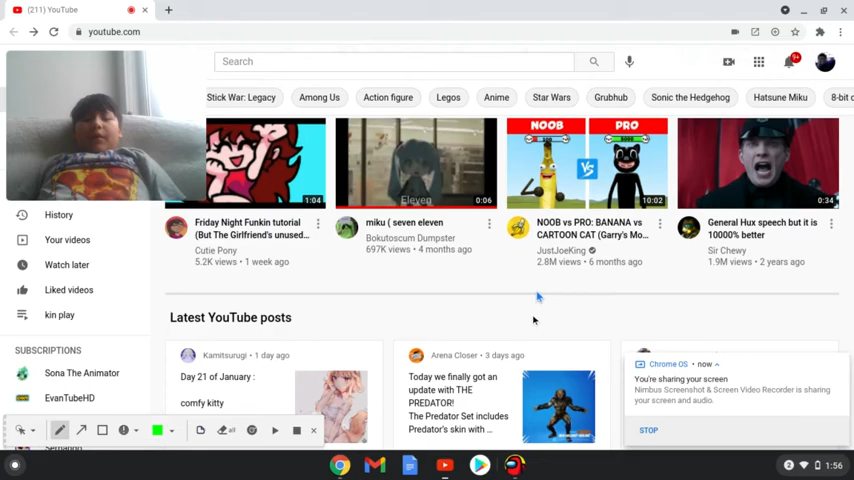 (211) YouTube
youtube.com
Search
9+
Stick War: Legacy
Among Us
Action figure
Legos
Anime
Star Wars
Grubhub
Sonic the Hedgehog
Hatsune Miku
8-bit
1:04
Eleven
0:06
NOOB
PRO
VS
10:02
0:34
Friday Night Funkin tutorial
(But The Girlfriend's unused...
Cutie Pony
5.2K views • 1 week ago
miku ( seven eleven
Bokutoscum Dumpster
697K views • 4 months ago
NOOB vs PRO: BANANA vs
CARTOON CAT (Garry's Mo...
JustJoeKing
2.8M views • 6 months ago
General Hux speech but it is
10000% better
Sir Chewy
1.9M views • 2 years ago
History
Your videos
Watch later
Liked videos
kin play
SUBSCRIPTIONS
Sona The Animator
EvanTubeHD
Latest YouTube posts
Kamitsurugi • 1 day ago
Day 21 of January :
comfy kitty
Arena Closer • 3 days ago
Today we finally got an
update with THE
PREDATOR!
The Predator Set includes
Predator's skin with ...
Chrome OS • now
You're sharing your screen
Nimbus Screenshot & Screen Video Recorder is sharing
your screen and audio.
STOP
all
2
1:56